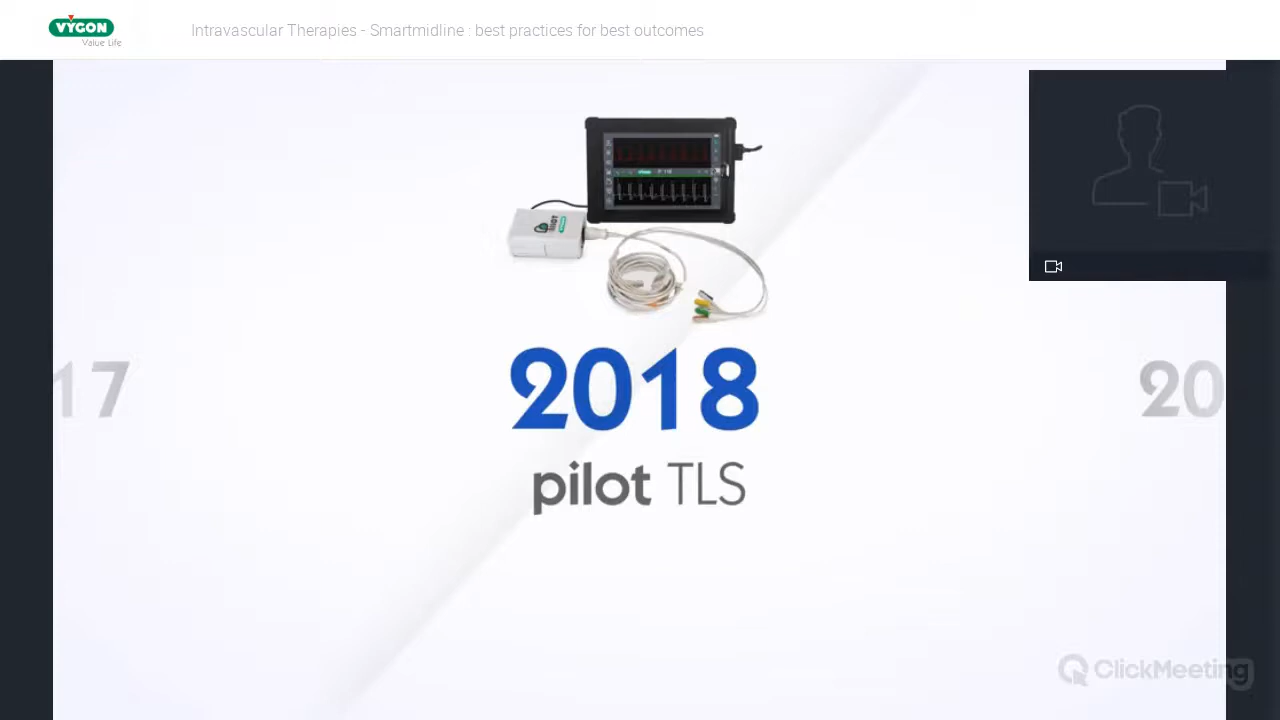 VYGON
Value Life
Intravascular Therapies - Smartmidline : best practices for best outcomes
17
2018
20
pilot TLS
ClickMeeting